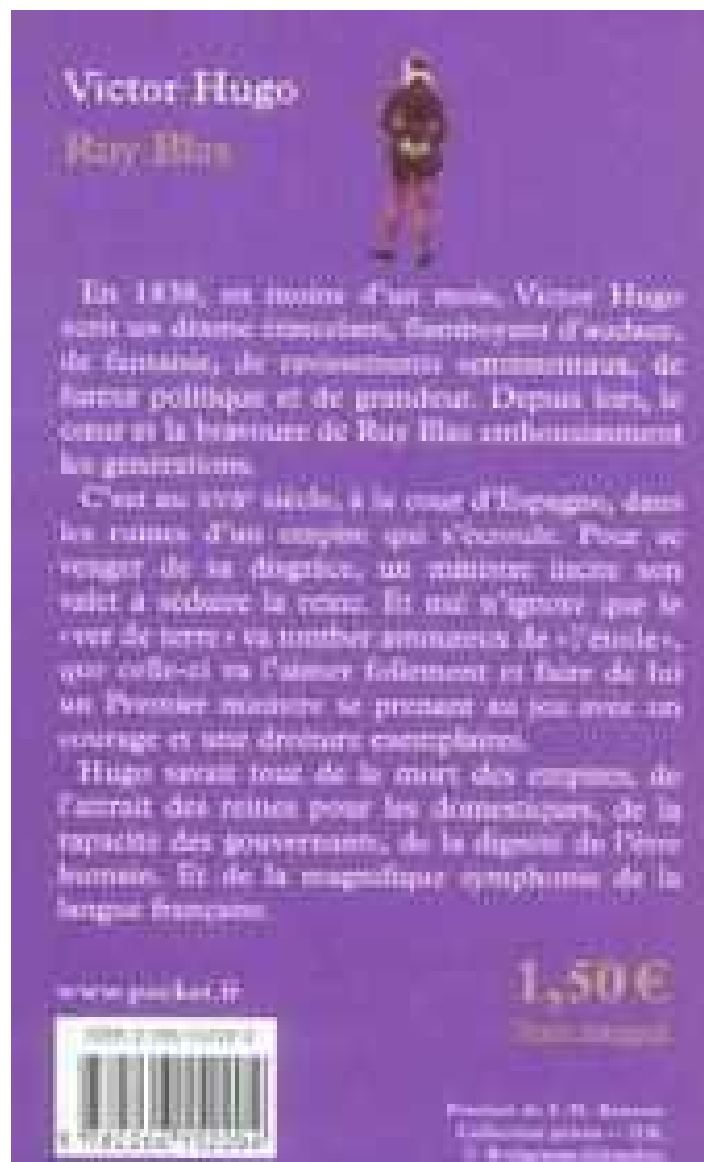 Victor Hugo
Ruy Blas
En 1838, en moins d'un mois, Victor Hugo
écrit un drame flamboyant d'audace,
de fantaisie, de ravissements sentimentaux, de
fureur politique et de grandeur. Depuis lors, le
cœur et la bravoure de Ruy Blas enthousiasment
les générations.
C'est au XVIIe siècle, à la cour d'Espagne, dans
les ruines d'un empire qui s'écroule. Pour se
venger de sa disgrâce, un ministre incite son
valet à séduire la reine. Et nul n'ignore que le
« ver de terre » va tomber amoureux de « l'étoile »,
que celle-ci va l'aimer follement et faire de lui
un Premier ministre se prenant au jeu avec un
courage et une droiture exemplaires.
Hugo savait tout de la mort des empires, de
l'attrait des reines pour les domestiques, de la
rapacité des gouvernants, de la dignité de l'être
humain. Et de la magnifique symphonie de la
langue française.
www.pocket.fr
1,50 €
Texte intégral